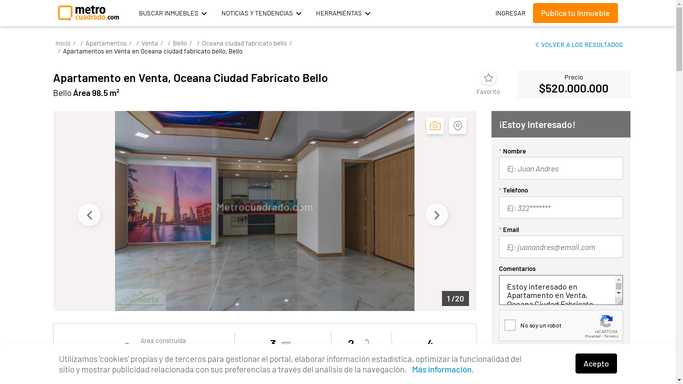 metro
cuadrado.com
BUSCAR INMUEBLES
NOTICIAS Y TENDENCIAS
HERRAMIENTAS
INGRESAR
Publica tu Inmueble
Inicio / Apartamentos / Venta / Bello / Oceana ciudad fabricato bello /
Apartamentos en Venta en Oceana ciudad fabricato bello, Bello
VOLVER A LOS RESULTADOS
Apartamento en Venta, Oceana Ciudad Fabricato Bello
Bello Área 98.5 m²
Favorito
Precio
$520.000.000
Metrocuadrado.com
1 / 20
¡Estoy Interesado!
* Nombre
Ej: Juan Andres
* Teléfono
Ej: 322*******
* Email
Ej: juanandres@email.com
Comentarios
Estoy interesado en
Apartamento en Venta,
Oceana Ciudad Fabricato
No soy un robot
reCAPTCHA
Privacidad - Términos
Área construida
3
2
4
Utilizamos 'cookies' propias y de terceros para gestionar el portal, elaborar información estadística, optimizar la funcionalidad del
sitio y mostrar publicidad relacionada con sus preferencias a través del análisis de la navegación. Más información.
Acepto